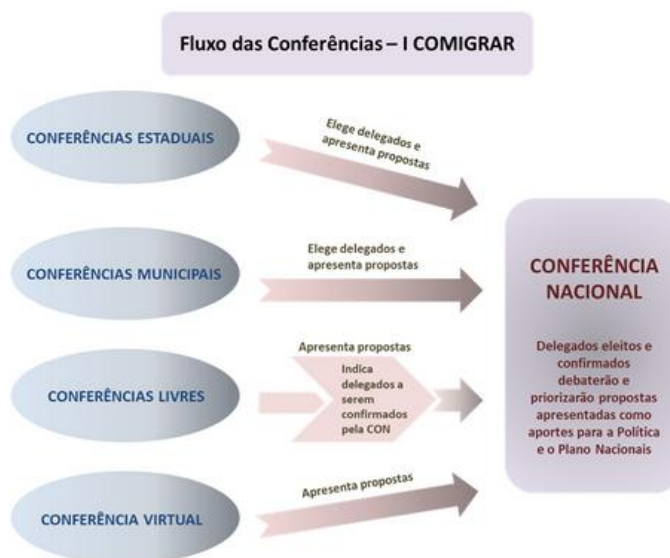 Fluxo das Conferências – I COMIGRAR
CONFERÊNCIAS ESTADUAIS
Elege delegados e
apresenta propostas
CONFERÊNCIAS MUNICIPAIS
Elege delegados e
apresenta propostas
CONFERÊNCIAS LIVRES
Apresenta propostas
Indica
delegados a
serem
confirmados
pela CON
CONFERÊNCIA VIRTUAL
Apresenta propostas
CONFERÊNCIA
NACIONAL
Delegados eleitos e
confirmados
debaterão e
priorizarão propostas
apresentadas como
aportes para a Política
e o Plano Nacionais